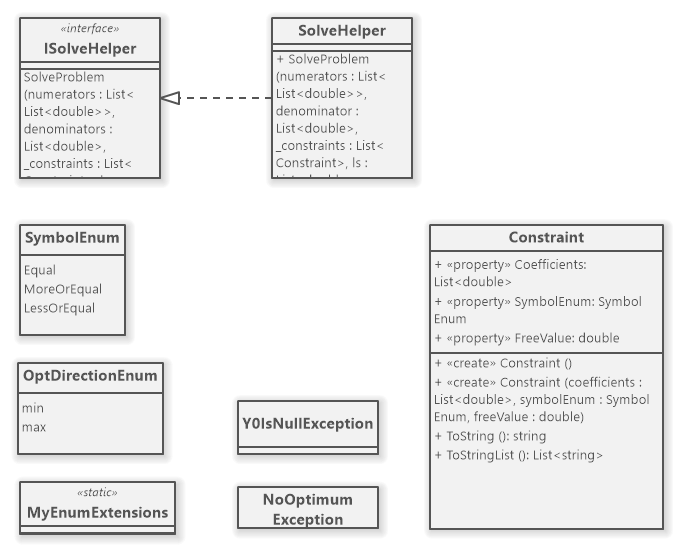 «interface»
ISolveHelper
SolveProblem
(numerators : List<
List<double>>,
denominators :
List<double>,
_constraints : List<
SolveHelper
+ SolveProblem
(numerators : List<
List<double>>,
denominator :
List<double>,
_constraints : List<
Constraint>, ls :
SymbolEnum
Equal
MoreOrEqual
LessOrEqual
Constraint
+ «property» Coefficients:
List<double>
+ «property» SymbolEnum: Symbol
Enum
+ «property» FreeValue: double
+ «create» Constraint ()
+ «create» Constraint (coefficients :
List<double>, symbolEnum : Symbol
Enum, freeValue : double)
+ ToString (): string
+ ToStringList (): List<string>
OptDirectionEnum
min
max
Y0IsNullException
«static»
MyEnumExtensions
NoOptimum
Exception